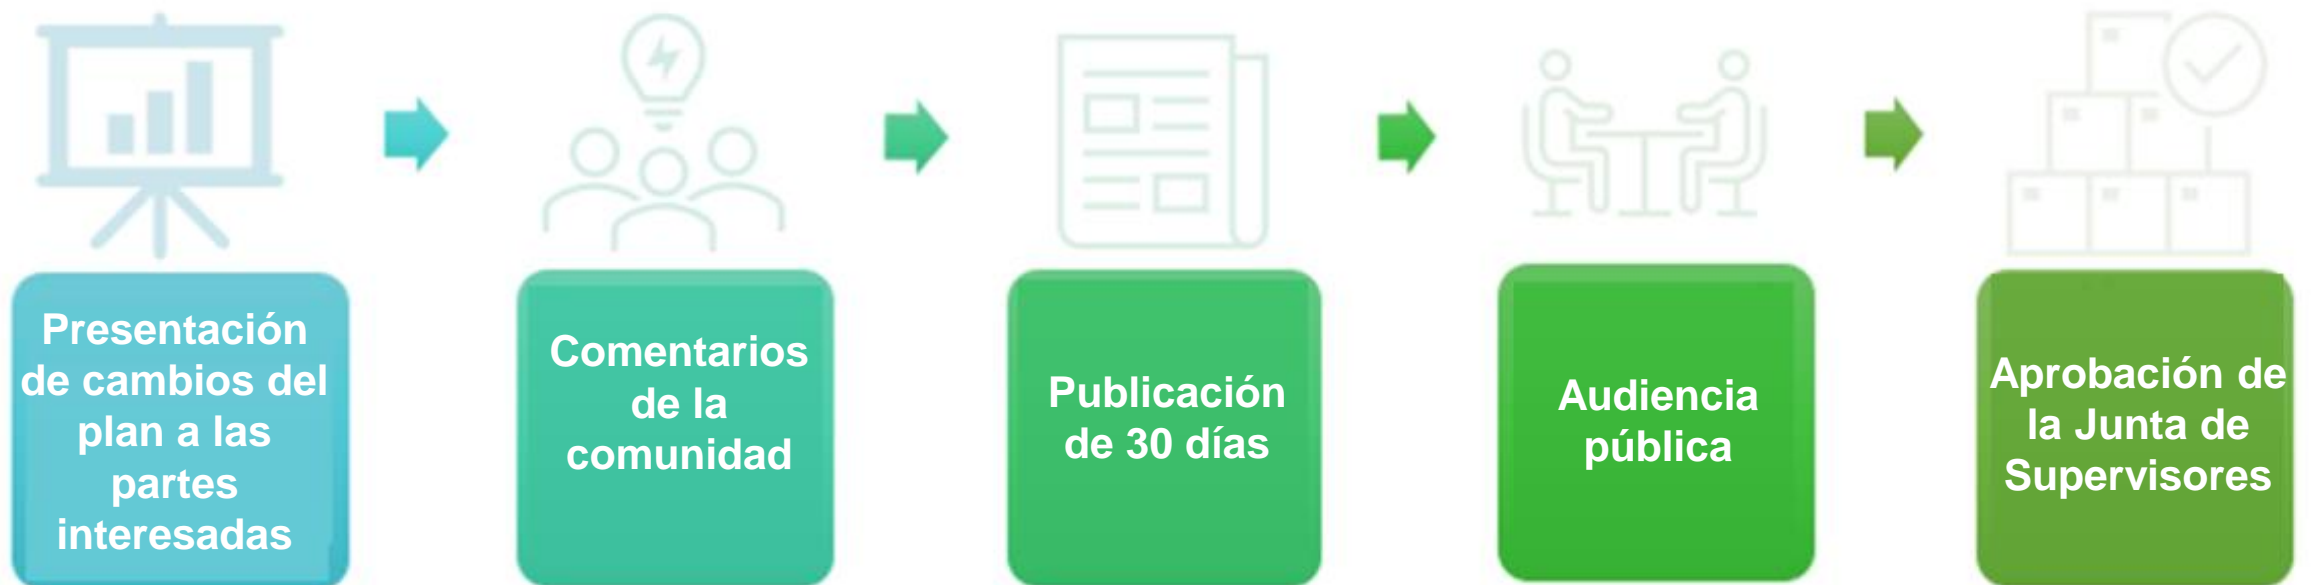 Presentación
de cambios del
plan a las
partes
interesadas
Comentarios
de la
comunidad
Publicación
de 30 días
Audiencia
pública
Aprobación de
la Junta de
Supervisores